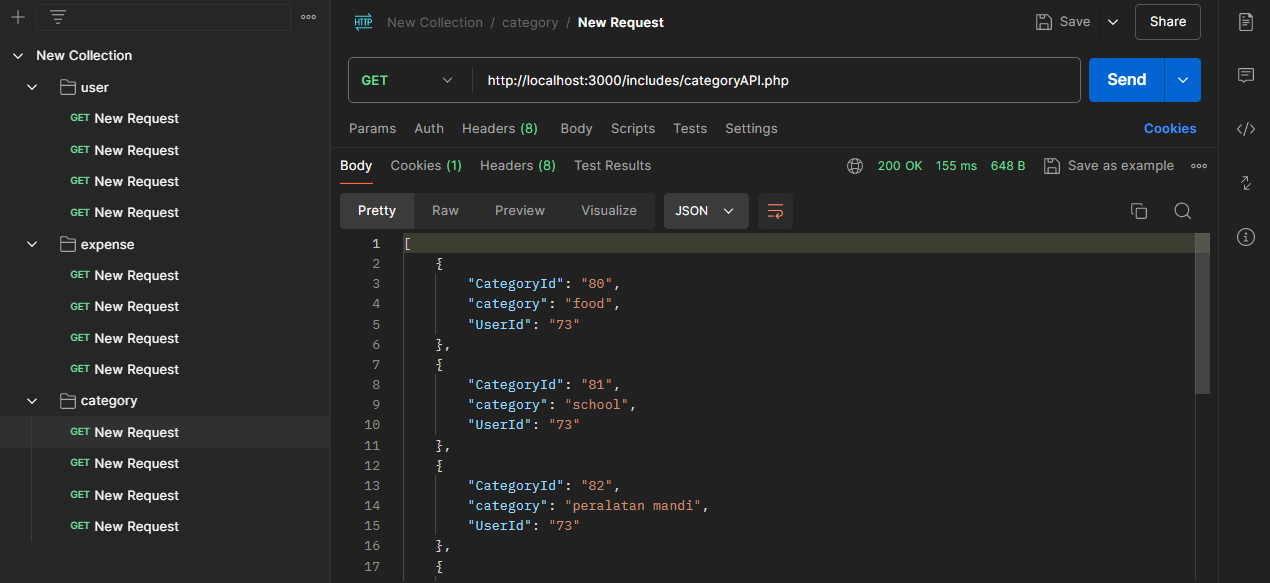 New Collection
user
GET New Request
GET New Request
GET New Request
GET New Request
expense
GET New Request
GET New Request
GET New Request
GET New Request
category
GET New Request
GET New Request
GET New Request
GET New Request
HTTP New Collection / category / New Request
Save Share
GET http://localhost:3000/includes/categoryAPI.php Send
Params Auth Headers (8) Body Scripts Tests Settings Cookies
Body Cookies (1) Headers (8) Test Results 200 OK 155 ms 648 B Save as example
Pretty Raw Preview Visualize JSON
1 [
2 {
3 "CategoryId": "80",
4 "category": "food",
5 "UserId": "73"
6 },
7 {
8 "CategoryId": "81",
9 "category": "school",
10 "UserId": "73"
11 },
12 {
13 "CategoryId": "82",
14 "category": "peralatan mandi",
15 "UserId": "73"
16 },
17 {